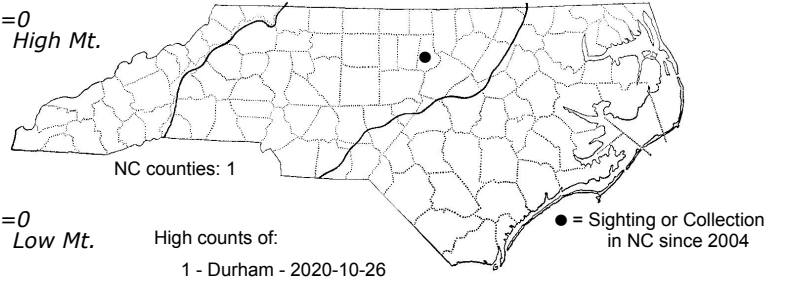 =0
High Mt.
NC counties: 1
=0
Low Mt.
High counts of:
1 - Durham - 2020-10-26
= Sighting or Collection
in NC since 2004